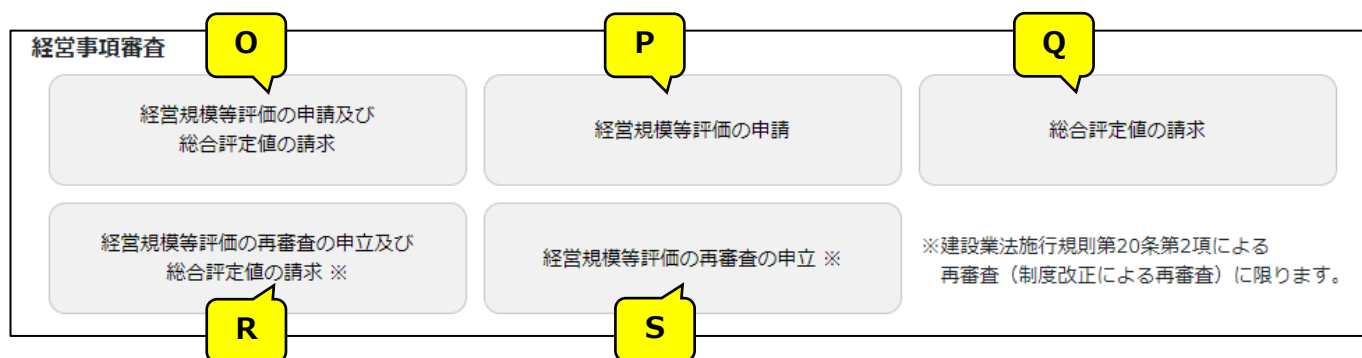 経営事項審査
O
P
Q
経営規模等評価の申請及び
総合評定値の請求
経営規模等評価の申請
総合評定値の請求
経営規模等評価の再審査の申立及び
総合評定値の請求 ※
経営規模等評価の再審査の申立 ※
※建設業法施行規則第20条第2項による
再審査（制度改正による再審査）に限ります。
R
S